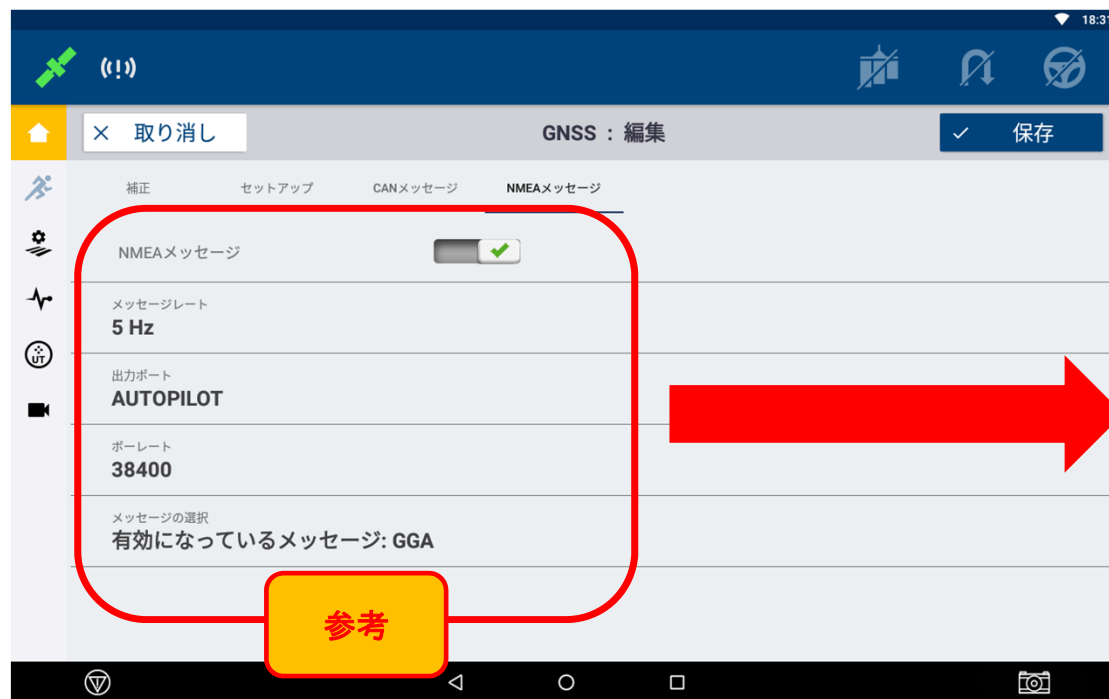 18:31
取り消し
GNSS : 編集
保存
補正
セットアップ
CANメッセージ
NMEAメッセージ
NMEAメッセージ
メッセージレート
5 Hz
出力ポート
AUTOPILOT
ボーレート
38400
メッセージの選択
有効になっているメッセージ: GGA
参考
UT